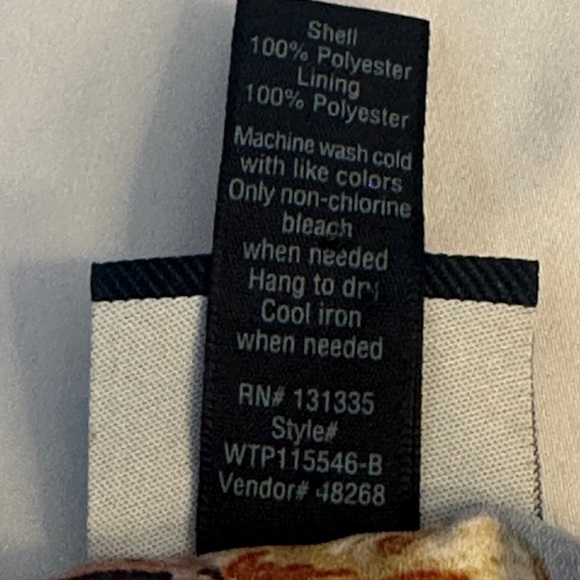 Shell
100% Polyester
Lining
100% Polyester
Machine wash cold
with like colors
Only non-chlorine
bleach
when needed
Hang to dry
Cool iron
when needed
RN# 131335
Style#
WTP115546-B
Vendor# 48268